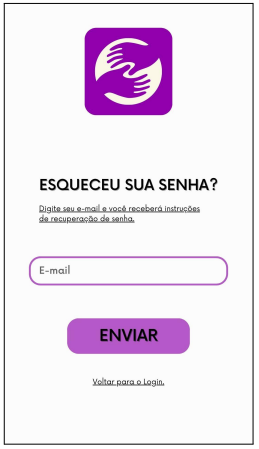 ESQUECEU SUA SENHA?
Digite seu e-mail e você receberá instruções
de recuperação de senha.
E-mail
ENVIAR
Voltar para o Login.